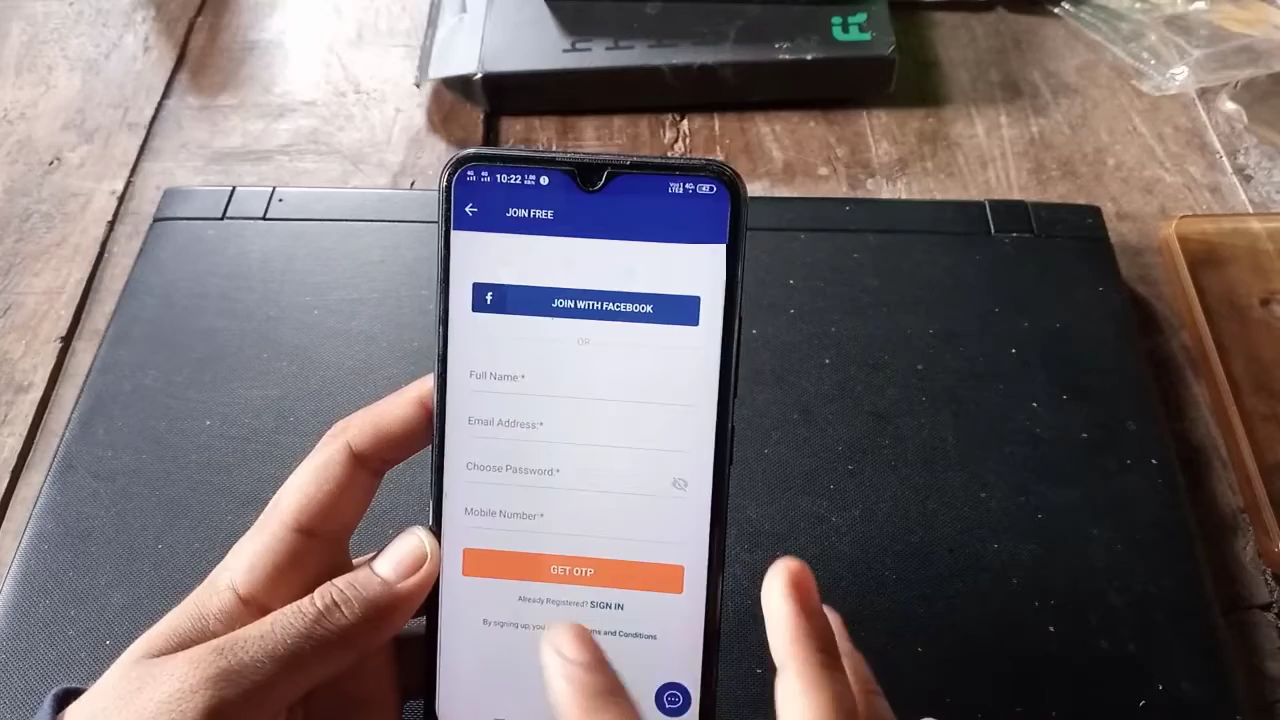 10:22
JOIN FREE
f
JOIN WITH FACEBOOK
OR
Full Name:*
Email Address:*
Choose Password:*
Mobile Number:*
GET OTP
Already Registered? SIGN IN
By signing up, you and Conditions